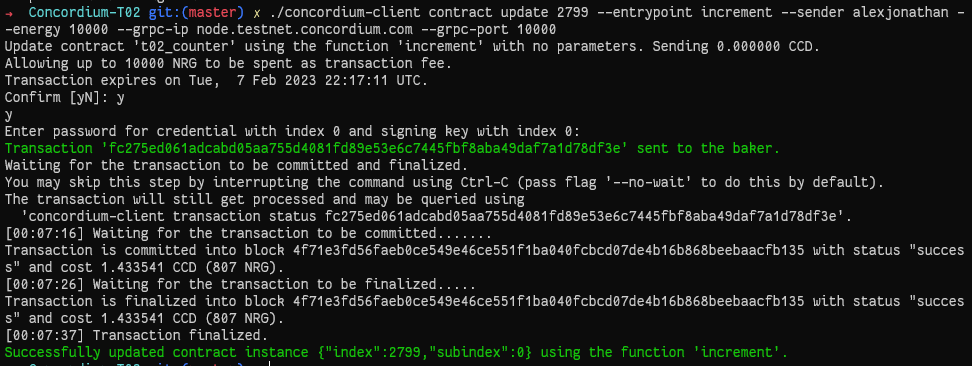 → Concordium-T02 git:(master) ✗ ./concordium-client contract update 2799 --entrypoint increment --sender alexjonathan -
-energy 10000 --grpc-ip node.testnet.concordium.com --grpc-port 10000
Update contract 't02_counter' using the function 'increment' with no parameters. Sending 0.000000 CCD.
Allowing up to 10000 NRG to be spent as transaction fee.
Transaction expires on Tue,  7 Feb 2023 22:17:11 UTC.
Confirm [yN]: y
y
Enter password for credential with index 0 and signing key with index 0:
Transaction 'fc275ed061adcabd05aa755d4081fd89e53e6c7445fbf8aba49daf7a1d78df3e' sent to the baker.
Waiting for the transaction to be committed and finalized.
You may skip this step by interrupting the command using Ctrl-C (pass flag '--no-wait' to do this by default).
The transaction will still get processed and may be queried using
  'concordium-client transaction status fc275ed061adcabd05aa755d4081fd89e53e6c7445fbf8aba49daf7a1d78df3e'.
[00:07:16] Waiting for the transaction to be committed.......
Transaction is committed into block 4f71e3fd56faeb0ce549e46ce551f1ba040fcbcd07de4b16b868beebaacfb135 with status "succes
s" and cost 1.433541 CCD (807 NRG).
[00:07:26] Waiting for the transaction to be finalized.....
Transaction is finalized into block 4f71e3fd56faeb0ce549e46ce551f1ba040fcbcd07de4b16b868beebaacfb135 with status "succes
s" and cost 1.433541 CCD (807 NRG).
[00:07:37] Transaction finalized.
Successfully updated contract instance {"index":2799,"subindex":0} using the function 'increment'.